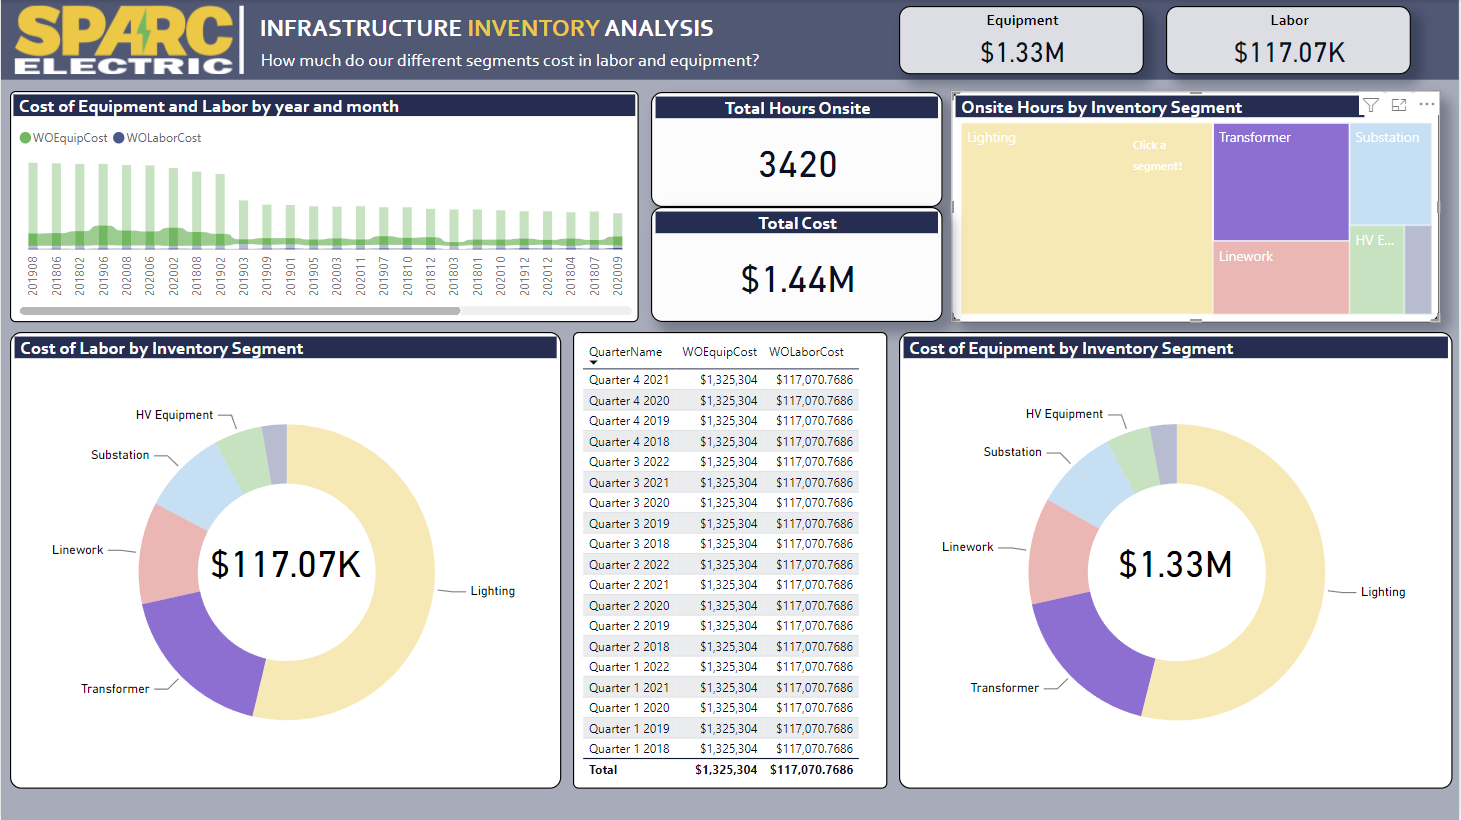 SPARC
ELECTRIC
INFRASTRUCTURE INVENTORY ANALYSIS
How much do our different segments cost in labor and equipment?
Equipment
$1.33M
Labor
$117.07K
Cost of Equipment and Labor by year and month
WOEquipCost WOLaborCost
201908 201806 201802 201906 202008 202006 202002 201808 201902 201903 201909 201901 201905 202003 202011 201907 201810 201812 201803 201801 202010 201912 202012 201804 201807 202009
Total Hours Onsite
3420
Total Cost
$1.44M
Onsite Hours by Inventory Segment
Lighting
Click a
segment!
Transformer
Substation
Linework
HV E...
Cost of Labor by Inventory Segment
HV Equipment
Substation
Linework
$117.07K
Lighting
Transformer
QuarterName WOEquipCost WOLaborCost
Quarter 4 2021 $1,325,304 $117,070.7686
Quarter 4 2020 $1,325,304 $117,070.7686
Quarter 4 2019 $1,325,304 $117,070.7686
Quarter 4 2018 $1,325,304 $117,070.7686
Quarter 3 2022 $1,325,304 $117,070.7686
Quarter 3 2021 $1,325,304 $117,070.7686
Quarter 3 2020 $1,325,304 $117,070.7686
Quarter 3 2019 $1,325,304 $117,070.7686
Quarter 3 2018 $1,325,304 $117,070.7686
Quarter 2 2022 $1,325,304 $117,070.7686
Quarter 2 2021 $1,325,304 $117,070.7686
Quarter 2 2020 $1,325,304 $117,070.7686
Quarter 2 2019 $1,325,304 $117,070.7686
Quarter 2 2018 $1,325,304 $117,070.7686
Quarter 1 2022 $1,325,304 $117,070.7686
Quarter 1 2021 $1,325,304 $117,070.7686
Quarter 1 2020 $1,325,304 $117,070.7686
Quarter 1 2019 $1,325,304 $117,070.7686
Quarter 1 2018 $1,325,304 $117,070.7686
Total $1,325,304 $117,070.7686
Cost of Equipment by Inventory Segment
HV Equipment
Substation
Linework
$1.33M
Lighting
Transformer